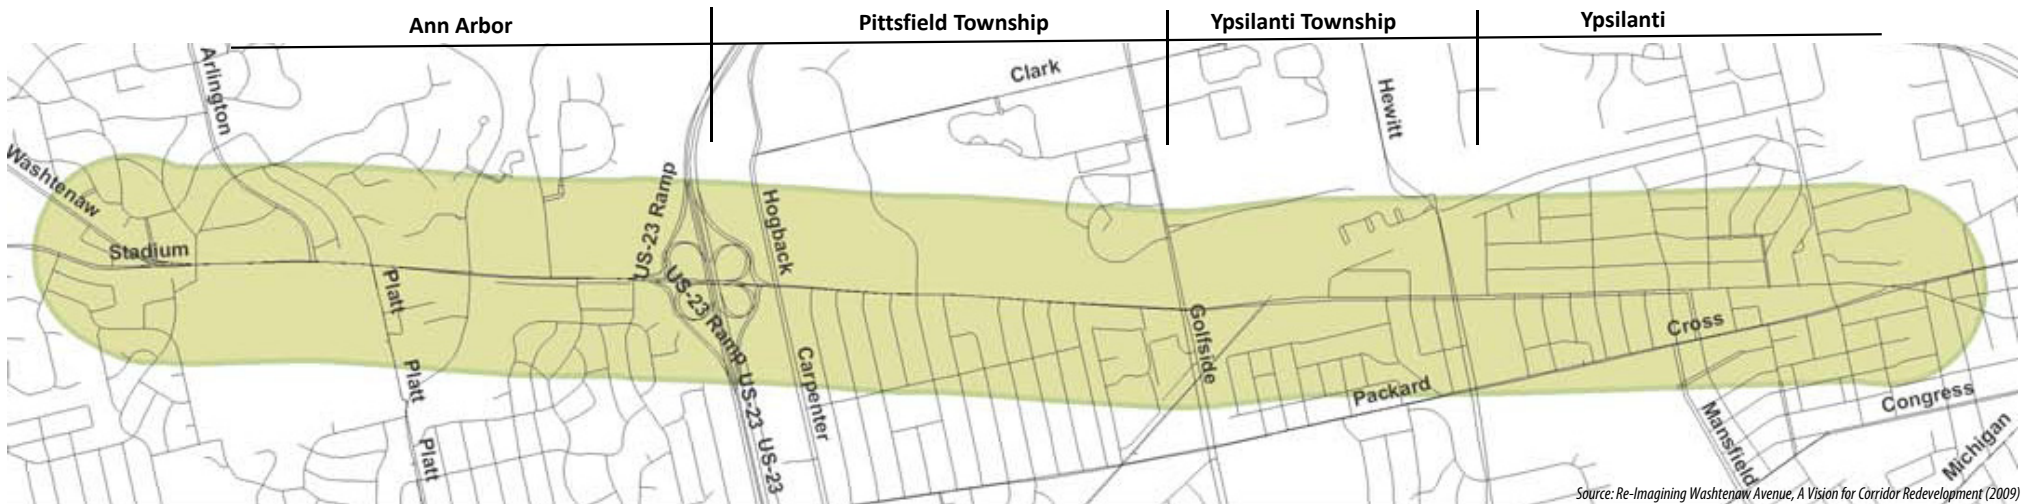 Ann Arbor
Pittsfield Township
Ypsilanti Township
Ypsilanti
Arlington
Clark
Hewitt
Washtenaw
Stadium
US-23 Ramp
Hogback
Platt
US-23 Ramp
Golfside
Cross
Platt
US-23
Carpenter
Packard
Congress
Platt
US-23
Mansfield
Michigan
Source: Re-Imagining Washtenaw Avenue, A Vision for Corridor Redevelopment (2009)